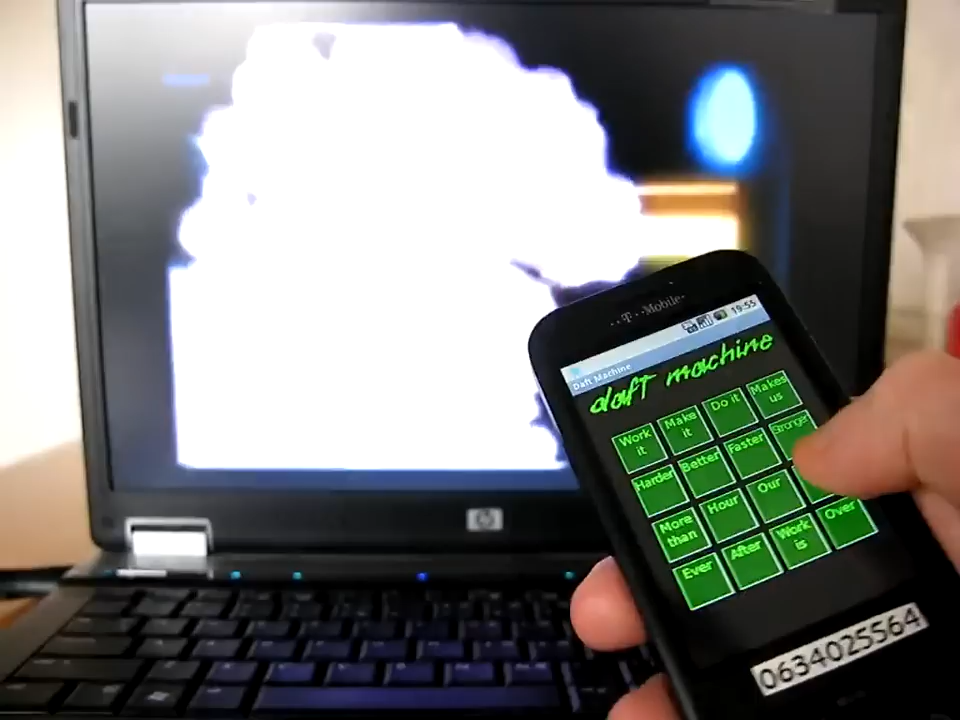 hp
T··Mobile
19:55
Daft Machine
daft machine
Work it Make it Do it Makes us
Harder Better Faster Stronger
More than Hour Our
Ever After Work is Over
0634025564